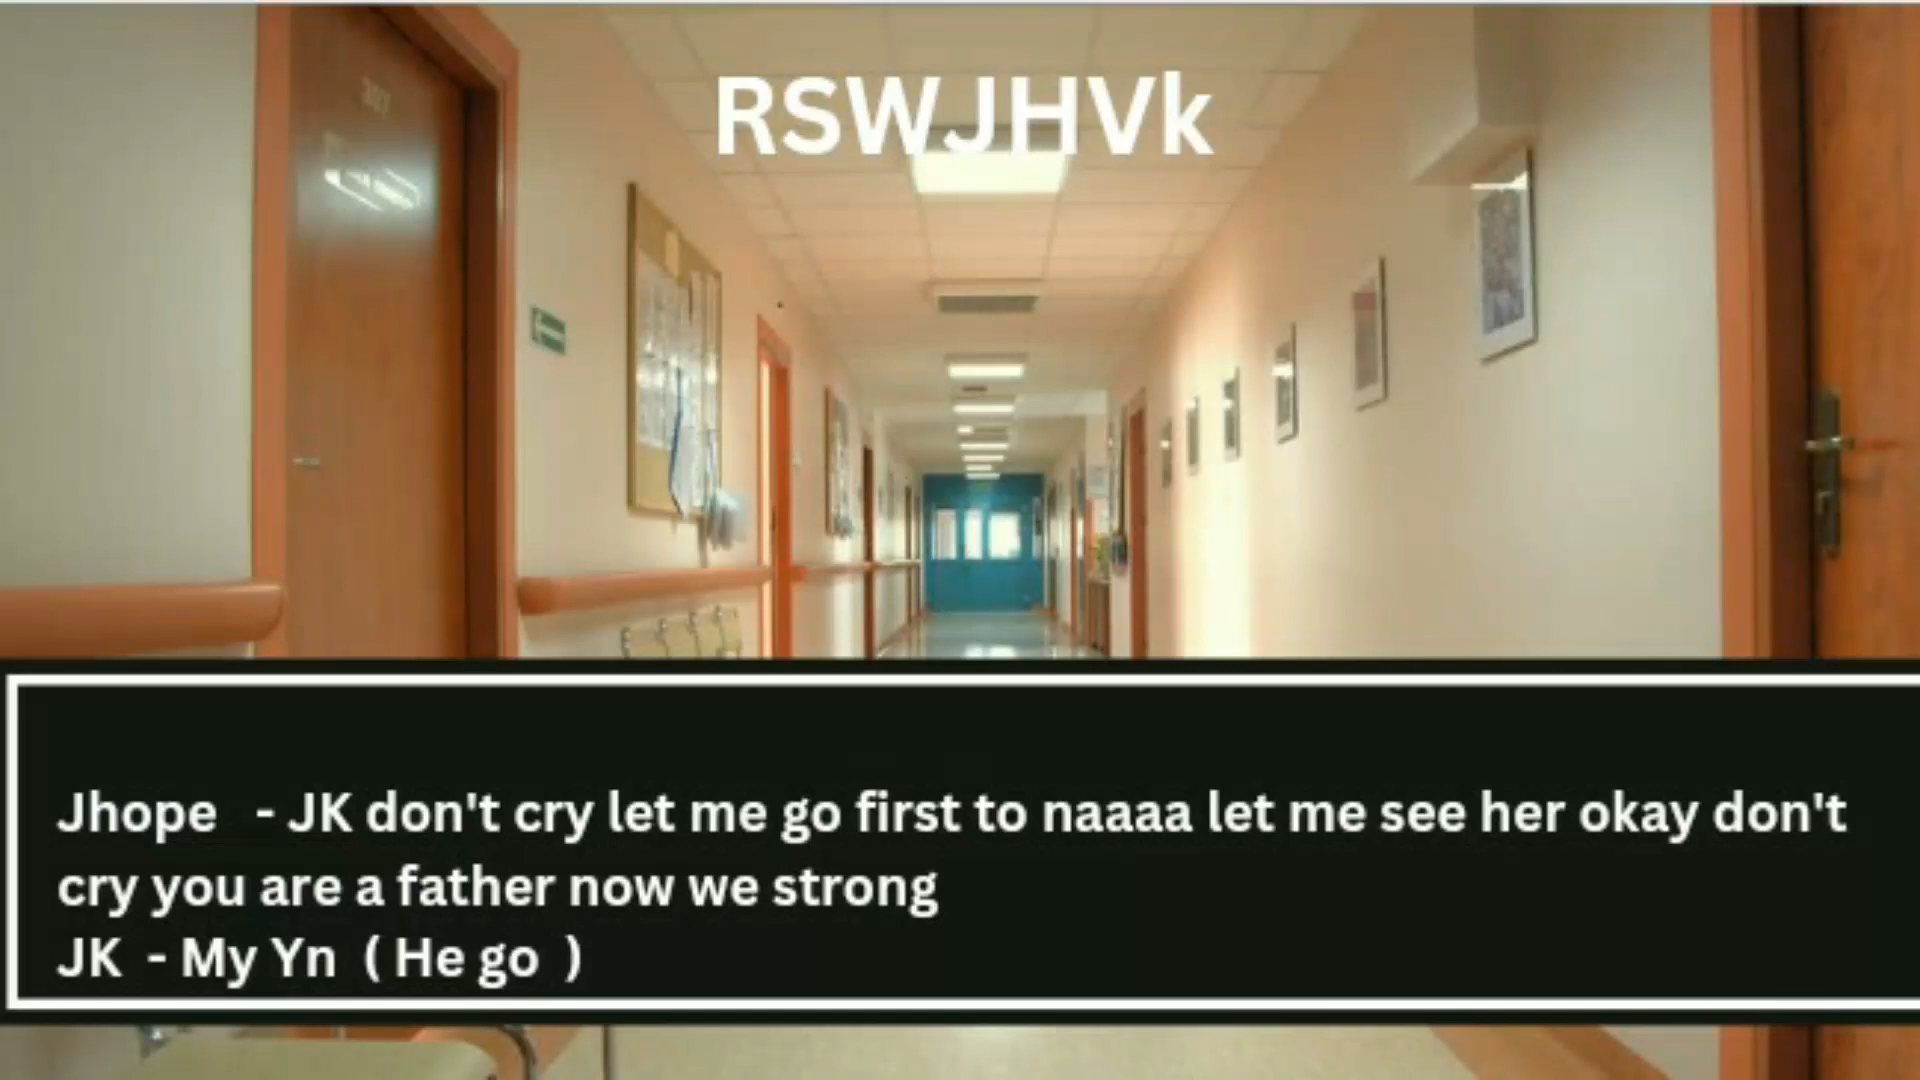 RSWJHVk
Jhope - JK don't cry let me go first to naaaa let me see her okay don't
cry you are a father now we strong
JK - My Yn ( He go )